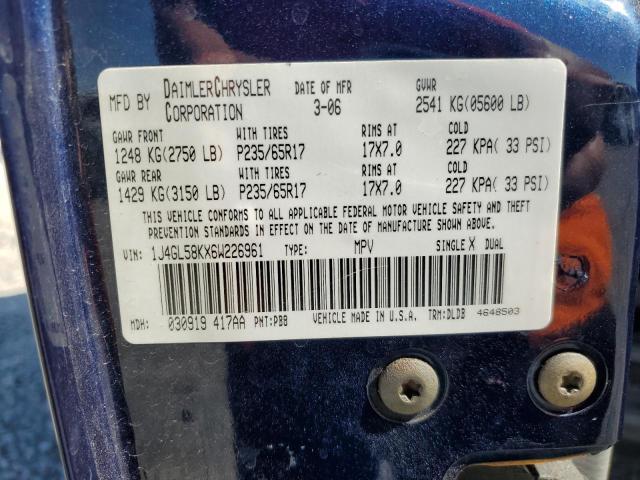 MFD BY DAIMLERCHRYSLER CORPORATION DATE OF MFR 3-06 GVWR 2541 KG(05600 LB)
GAWR FRONT WITH TIRES RIMS AT COLD
1248 KG(2750 LB) P235/65R17 17X7.0 227 KPA( 33 PSI)
GAWR REAR WITH TIRES RIMS AT COLD
1429 KG(3150 LB) P235/65R17 17X7.0 227 KPA( 33 PSI)
THIS VEHICLE CONFORMS TO ALL APPLICABLE FEDERAL MOTOR VEHICLE SAFETY AND THEFT
PREVENTION STANDARDS IN EFFECT ON THE DATE OF MANUFACTURE SHOWN ABOVE.
VIN: 1J4GL58KX6W226961 TYPE: MPV SINGLE X DUAL
MDH: 030919 417AA PNT:PBB VEHICLE MADE IN U.S.A. TRM:DLDB 4648503